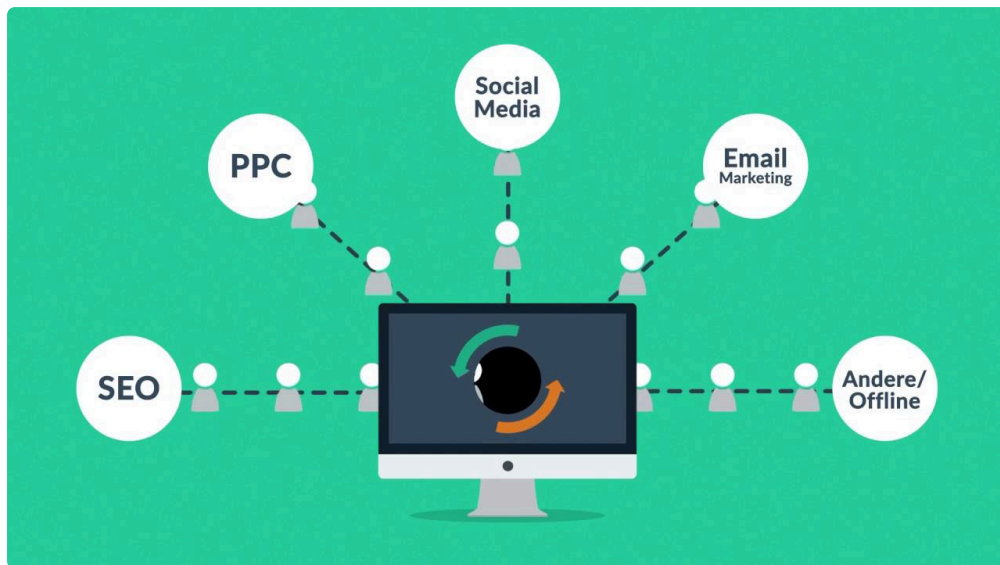 Social
Media
PPC
Email
Marketing
SEO
Andere/
Offline